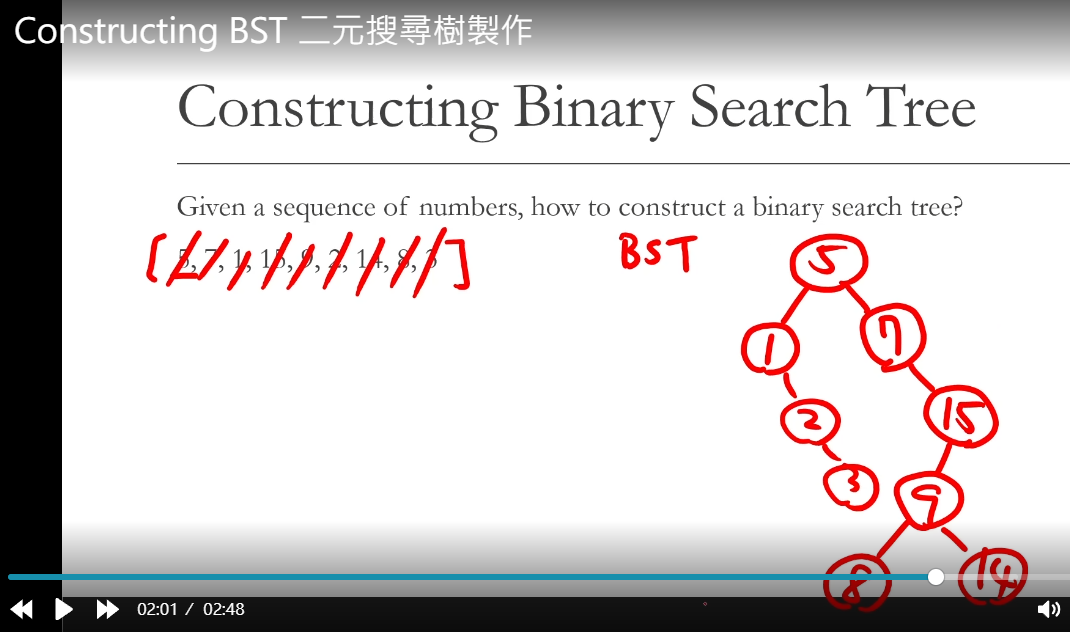 Constructing BST 二元搜尋樹製作
Constructing Binary Search Tree
Given a sequence of numbers, how to construct a binary search tree?
[5, 7, 1, 15, 9, 2, 14, 8, 3]
BST
5
1
7
2
15
3
9
8
14
02:01 / 02:48